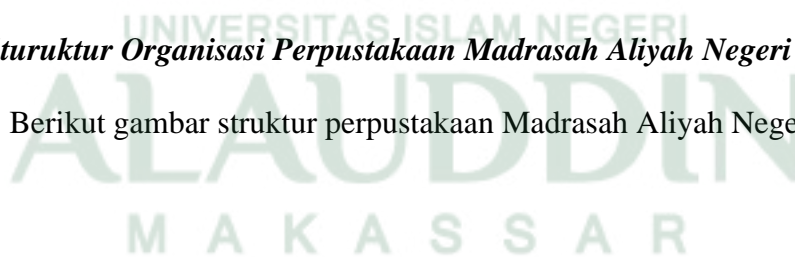 UNIVERSITAS ISLAM NEGERI
turuktur Organisasi Perpustakaan Madrasah Aliyah Negeri
Berikut gambar struktur perpustakaan Madrasah Aliyah Nege
ALAUDDIN
MAKASSAR